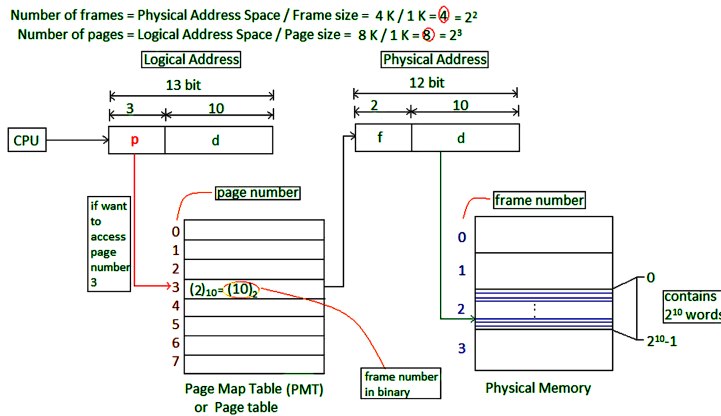 Number of frames = Physical Address Space / Frame size = 4 K / 1 K = 4 = 2²
Number of pages = Logical Address Space / Page size = 8 K / 1 K = 8 = 2³
Logical Address
Physical Address
13 bit
12 bit
3
10
2
10
CPU
p
d
f
d
if want
to
access
page
number
3
page number
frame number
0
1
2
3
4
5
6
7
(2)₁₀= (10)₂
0
1
2
3
0
contains
2¹⁰ words
2¹⁰-1
frame number
in binary
Page Map Table (PMT)
or Page table
Physical Memory